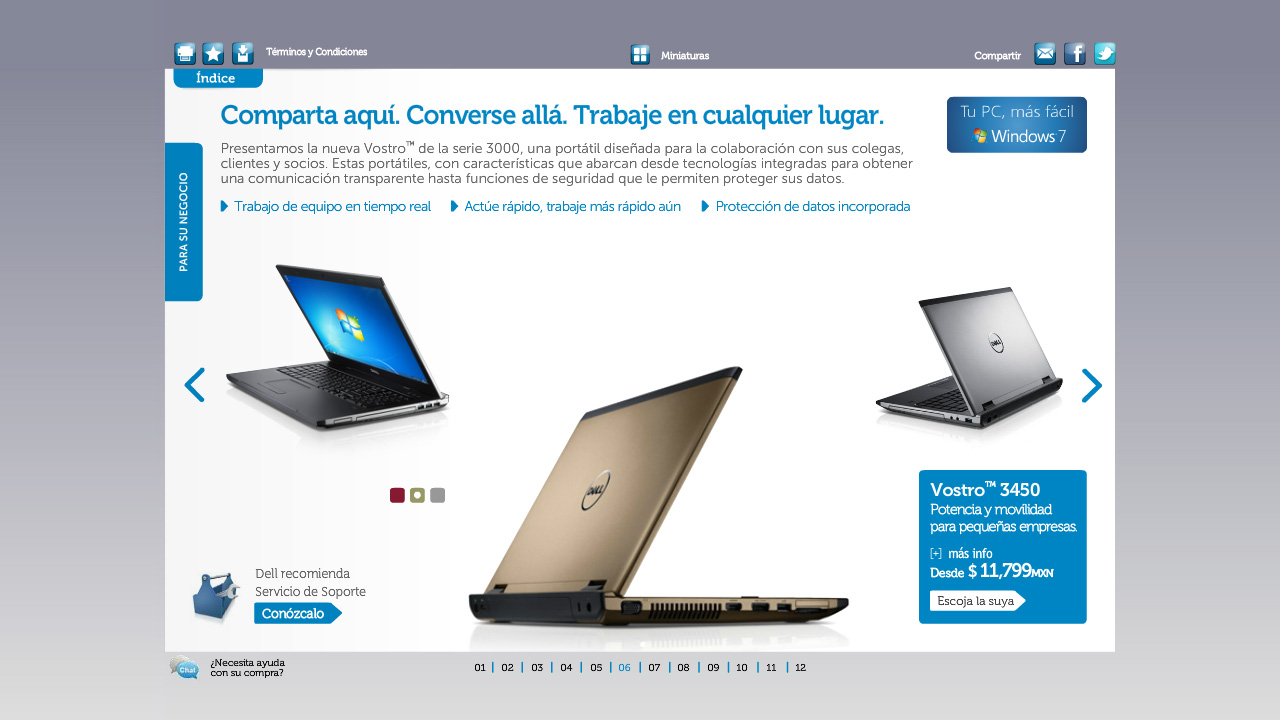 Términos y Condiciones
Miniaturas
Compartir
Índice
Comparta aquí. Converse allá. Trabaje en cualquier lugar.
Tu PC, más fácil
Windows 7
Presentamos la nueva Vostro™ de la serie 3000, una portátil diseñada para la colaboración con sus colegas,
clientes y socios. Estas portátiles, con características que abarcan desde tecnologías integradas para obtener
una comunicación transparente hasta funciones de seguridad que le permiten proteger sus datos.
PARA SU NEGOCIO
Trabajo de equipo en tiempo real
Actúe rápido, trabaje más rápido aún
Protección de datos incorporada
DELL
DELL
Vostro™ 3450
Potencia y movilidad
para pequeñas empresas.
[+] más info
Desde $ 11,799MXN
Escoja la suya
Dell recomienda
Servicio de Soporte
Conózcalo
Chat
¿Necesita ayuda
con su compra?
01 | 02 | 03 | 04 | 05 | 06 | 07 | 08 | 09 | 10 | 11 | 12